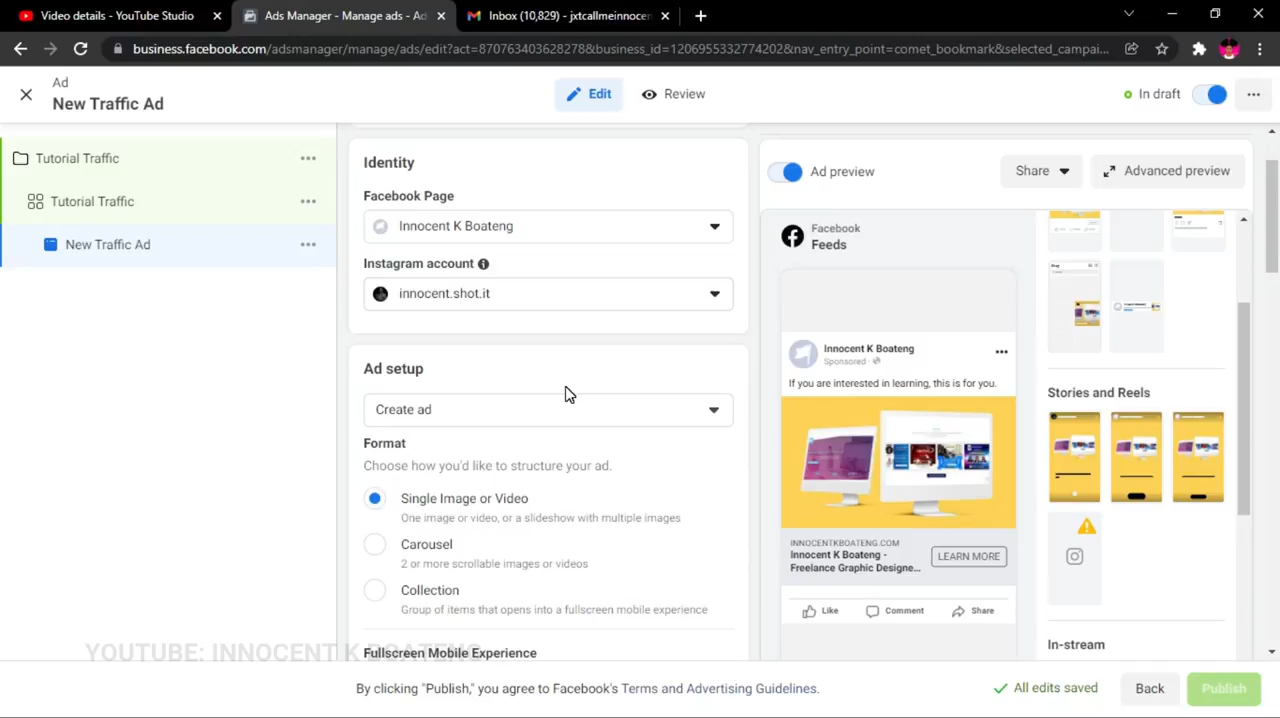 Video details - YouTube Studio
Ads Manager - Manage ads - Ad
Inbox (10,829) - jxtcallmeinnocen
business.facebook.com/adsmanager/manage/ads/edit?act=870763403628278&business_id=1206955332774202&nav_entry_point=comet_bookmark&selected_campai...
Ad
New Traffic Ad
Edit
Review
In draft
Tutorial Traffic
Tutorial Traffic
New Traffic Ad
Identity
Facebook Page
Innocent K Boateng
Instagram account
innocent.shot.it
Ad setup
Create ad
Format
Choose how you'd like to structure your ad.
Single Image or Video
One image or video, or a slideshow with multiple images
Carousel
2 or more scrollable images or videos
Collection
Group of items that opens into a fullscreen mobile experience
Fullscreen Mobile Experience
Ad preview
Share
Advanced preview
Facebook
Feeds
Innocent K Boateng
Sponsored
If you are interested in learning, this is for you.
INNOCENTKBOATENG.COM
Innocent K Boateng -
Freelance Graphic Designe...
LEARN MORE
Like
Comment
Share
Stories and Reels
In-stream
YOUTUBE: INNOCENT K BOATENG
By clicking "Publish," you agree to Facebook's Terms and Advertising Guidelines.
All edits saved
Back
Publish